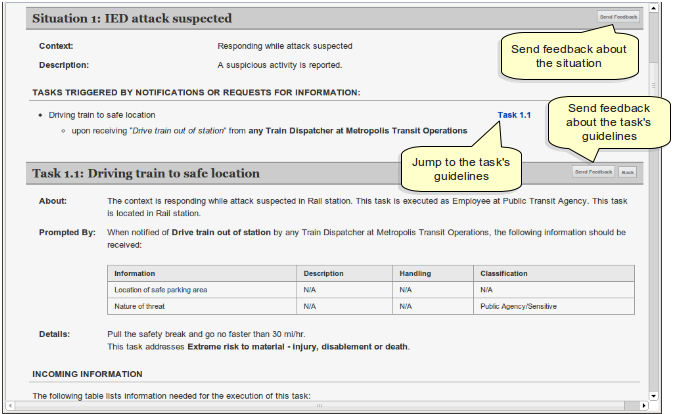 Situation 1: IED attack suspected
Send Feedback
Send feedback about
the situation
Context: Responding while attack suspected
Description: A suspicious activity is reported.
TASKS TRIGGERED BY NOTIFICATIONS OR REQUESTS FOR INFORMATION:
Driving train to safe location Task 1.1
upon receiving "Drive train out of station" from any Train Dispatcher at Metropolis Transit Operations
Send feedback
about the task's
guidelines
Jump to the task's
guidelines
Task 1.1: Driving train to safe location
Send Feedback Back
About: The context is responding while attack suspected in Rail station. This task is executed as Employee at Public Transit Agency. This task
is located in Rail station.
Prompted By: When notified of Drive train out of station by any Train Dispatcher at Metropolis Transit Operations, the following information should be
received:
Information Description Handling Classification
Location of safe parking area N/A N/A N/A
Nature of threat N/A N/A Public Agency/Sensitive
Details: Pull the safety break and go no faster than 30 mi/hr.
This task addresses Extreme risk to material - injury, disablement or death.
INCOMING INFORMATION
The following table lists information needed for the execution of this task: